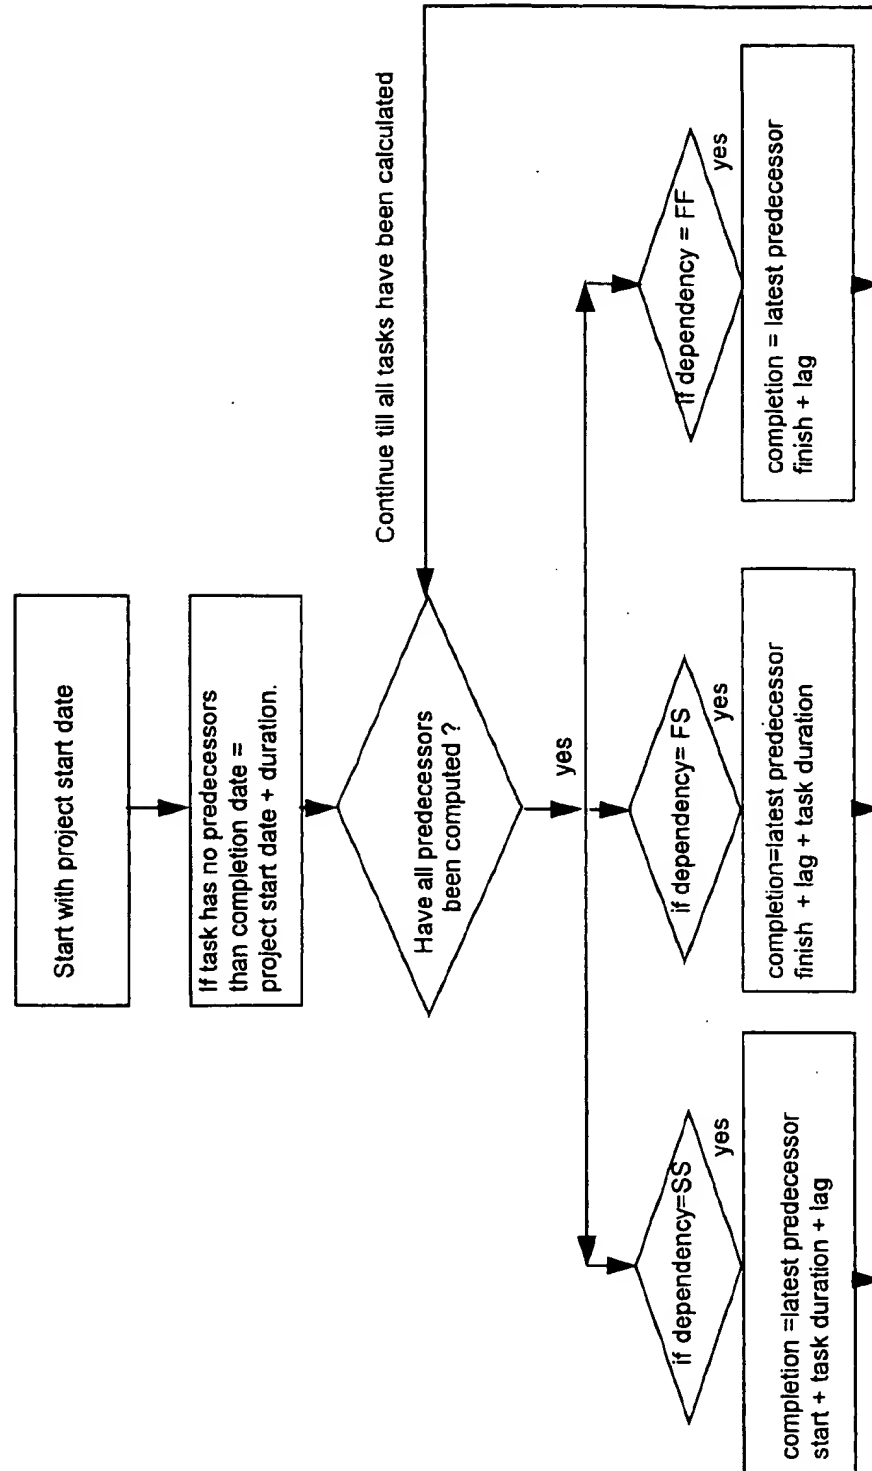 Start with project start date
If task has no predecessors
than completion date =
project start date + duration.
Continue till all tasks have been calculated
Have all predecessors
been computed ?
yes
if dependency=SS
yes
completion =latest predecessor
start + task duration + lag
if dependency= FS
yes
completion=latest predecessor
finish + lag + task duration
if dependency = FF
yes
completion = latest predecessor
finish + lag